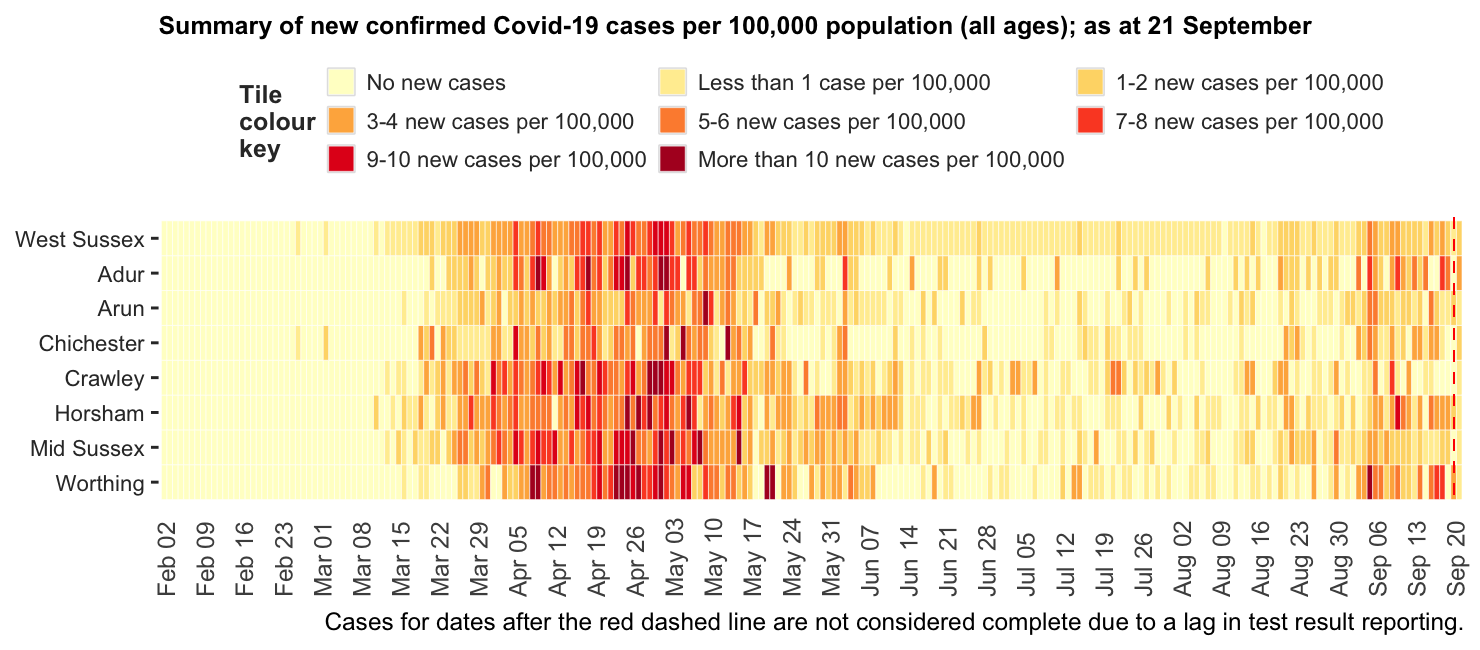 Summary of new confirmed Covid-19 cases per 100,000 population (all ages); as at 21 September
Tile
colour
key
No new cases
Less than 1 case per 100,000
1-2 new cases per 100,000
3-4 new cases per 100,000
5-6 new cases per 100,000
7-8 new cases per 100,000
9-10 new cases per 100,000
More than 10 new cases per 100,000
West Sussex
Adur
Arun
Chichester
Crawley
Horsham
Mid Sussex
Worthing
Feb 02
Feb 09
Feb 16
Feb 23
Mar 01
Mar 08
Mar 15
Mar 22
Mar 29
Apr 05
Apr 12
Apr 19
Apr 26
May 03
May 10
May 17
May 24
May 31
Jun 07
Jun 14
Jun 21
Jun 28
Jul 05
Jul 12
Jul 19
Jul 26
Aug 02
Aug 09
Aug 16
Aug 23
Aug 30
Sep 06
Sep 13
Sep 20
Cases for dates after the red dashed line are not considered complete due to a lag in test result reporting.